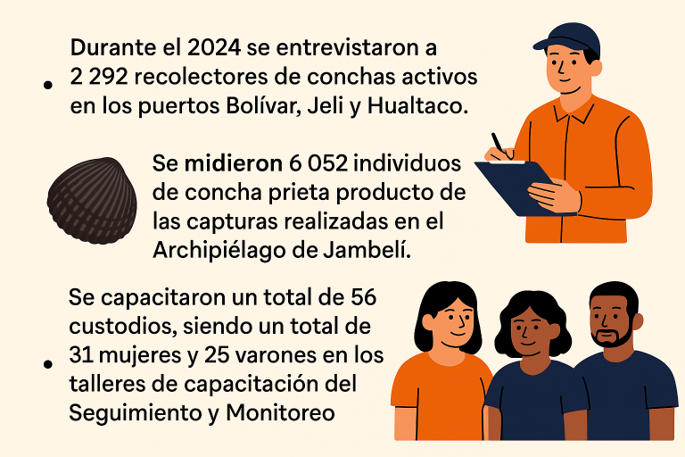 Durante el 2024 se entrevistaron a
2 292 recolectores de conchas activos
en los puertos Bolívar, Jeli y Hualtaco.
Se midieron 6 052 individuos
de concha prieta producto de
las capturas realizadas en el
Archipiélago de Jambelí.
Se capacitaron un total de 56
custodios, siendo un total de
31 mujeres y 25 varones en los
talleres de capacitación del
Seguimiento y Monitoreo